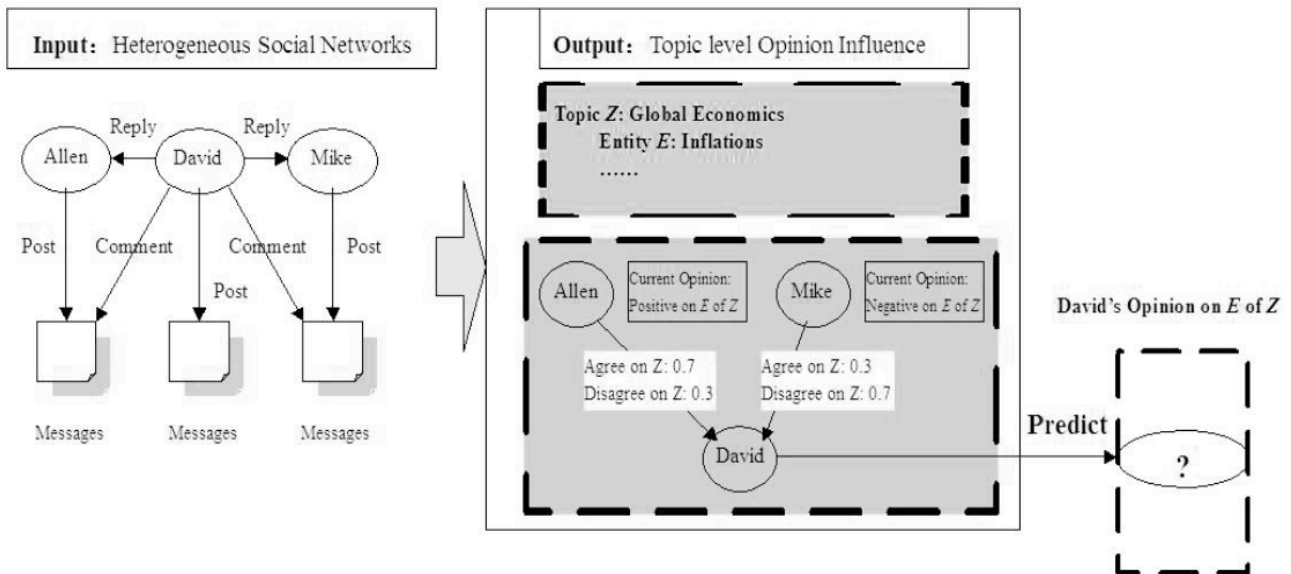 Input: Heterogeneous Social Networks
Reply
Reply
Allen
David
Mike
Post
Comment
Comment
Post
Post
Messages
Messages
Messages
Output: Topic level Opinion Influence
Topic Z: Global Economics
Entity E: Inflations
......
Allen
Current Opinion:
Positive on E of Z
Mike
Current Opinion:
Negative on E of Z
Agree on Z: 0.7
Disagree on Z: 0.3
Agree on Z: 0.3
Disagree on Z: 0.7
David
David's Opinion on E of Z
Predict
?